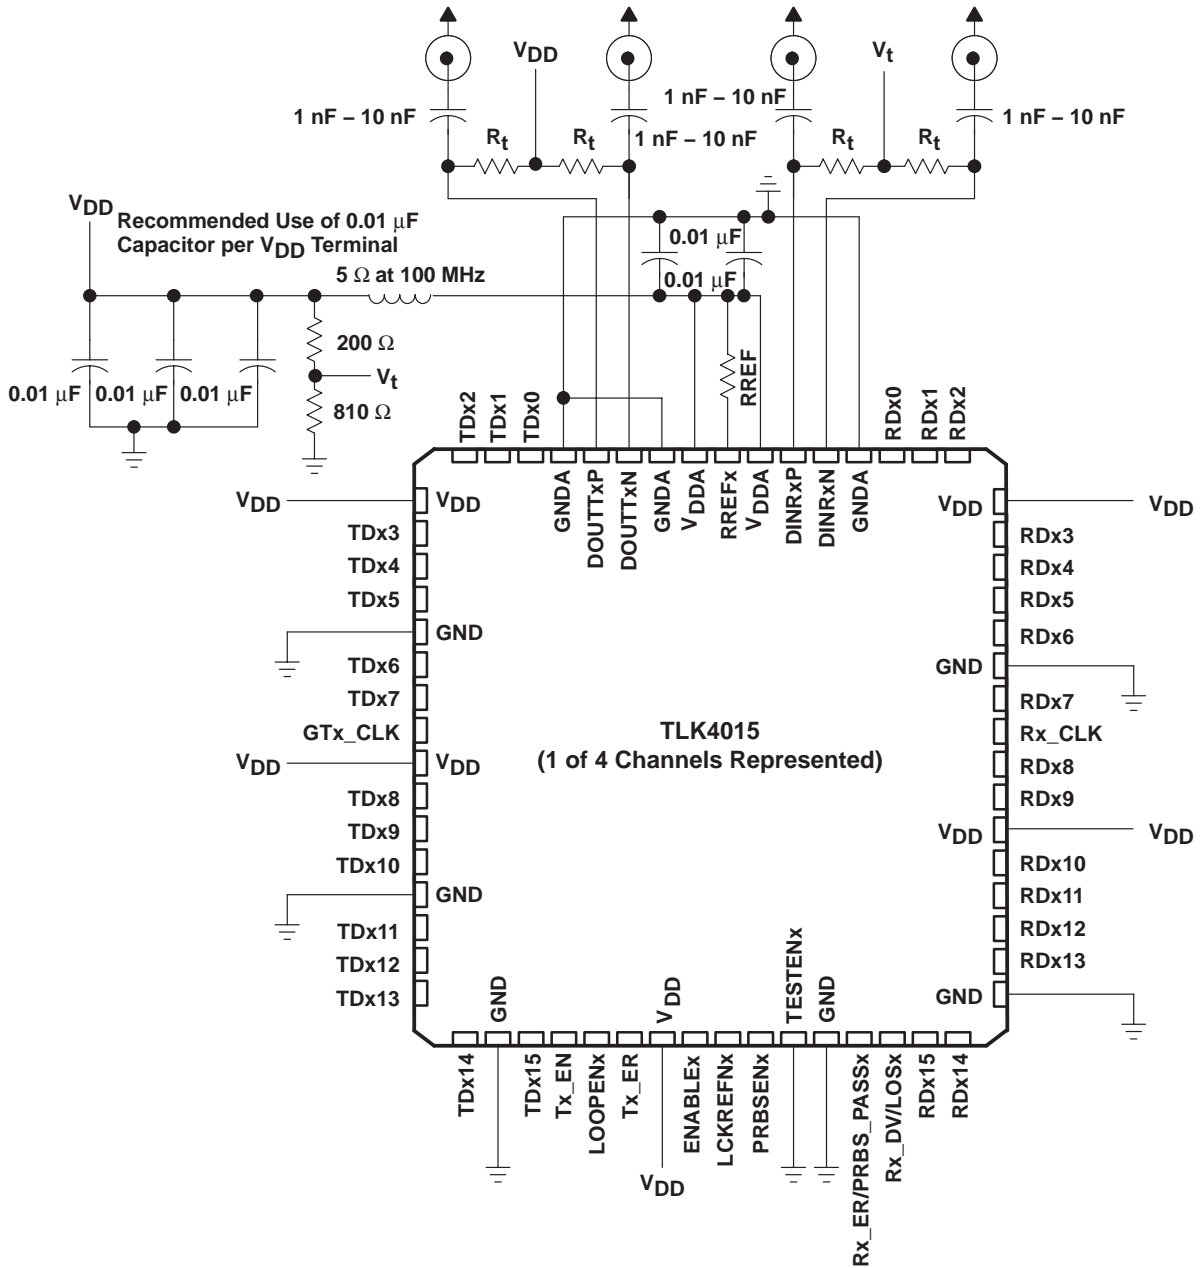 VDD
Vt
1 nF – 10 nF
1 nF – 10 nF
1 nF – 10 nF
1 nF – 10 nF
Rt
Rt
Rt
Rt
VDD
Recommended Use of 0.01 μF
Capacitor per VDD Terminal
0.01 μF
0.01 μF
5 Ω at 100 MHz
200 Ω
RREF
Vt
0.01 μF
0.01 μF
0.01 μF
810 Ω
TDx2
TDx1
TDx0
RDx0
RDx1
RDx2
GNDA
DOUTTxP
DOUTTxN
GNDA
VDDA
RREFx
VDDA
DINRxP
DINRxN
GNDA
VDD
VDD
VDD
VDD
TDx3
RDx3
TDx4
RDx4
TDx5
RDx5
GND
RDx6
TDx6
GND
TDx7
RDx7
GTx_CLK
TLK4015
Rx_CLK
VDD
VDD
(1 of 4 Channels Represented)
RDx8
TDx8
RDx9
TDx9
VDD
VDD
TDx10
RDx10
GND
RDx11
TDx11
RDx12
TDx12
RDx13
TDx13
GND
GND
VDD
TESTENx
GND
TDx14
TDx15
Tx_EN
LOOPENx
Tx_ER
ENABLEx
LCKREFNx
PRBSENx
Rx_ER/PRBS_PASSx
Rx_DV/LOSx
RDx15
RDx14
VDD